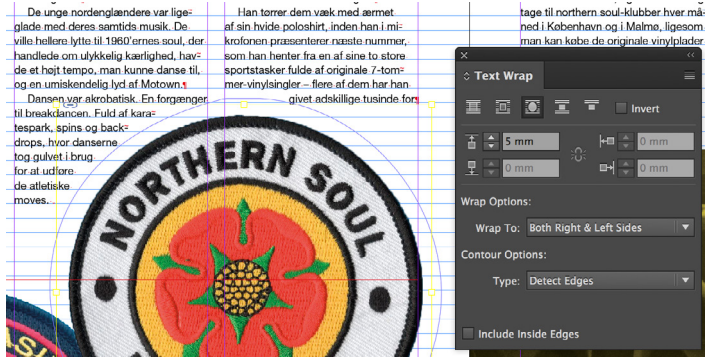 De unge nordenglændere var lige-
glade med deres samtids musik. De
ville hellere lytte til 1960'ernes soul, der
handlede om ulykkelig kærlighed, hav-
de et højt tempo, man kunne danse til,
og en umiskendelig lyd af Motown.
Dansen var akrobatisk. En forgænger
til breakdancen. Fuld af kara-
tespark, spins og back-
drops, hvor danserne
tog gulvet i brug
for at udføre
de atletiske
moves.
Han tørrer dem væk med ærmet
af sin hvide poloshirt, inden han i mi-
krofonen præsenterer næste nummer,
som han henter fra en af sine to store
sportstasker fulde af originale 7-tom-
mer-vinylsingler – flere af dem har han
givet adskillige tusinde for
tage til northern soul-klubber hver må-
ned i København og i Malmø, ligesom
man kan købe de originale vinylplader
NORTHERN SOUL
Text Wrap
Invert
5 mm
0 mm
0 mm
0 mm
Wrap Options:
Wrap To: Both Right & Left Sides
Contour Options:
Type: Detect Edges
Include Inside Edges